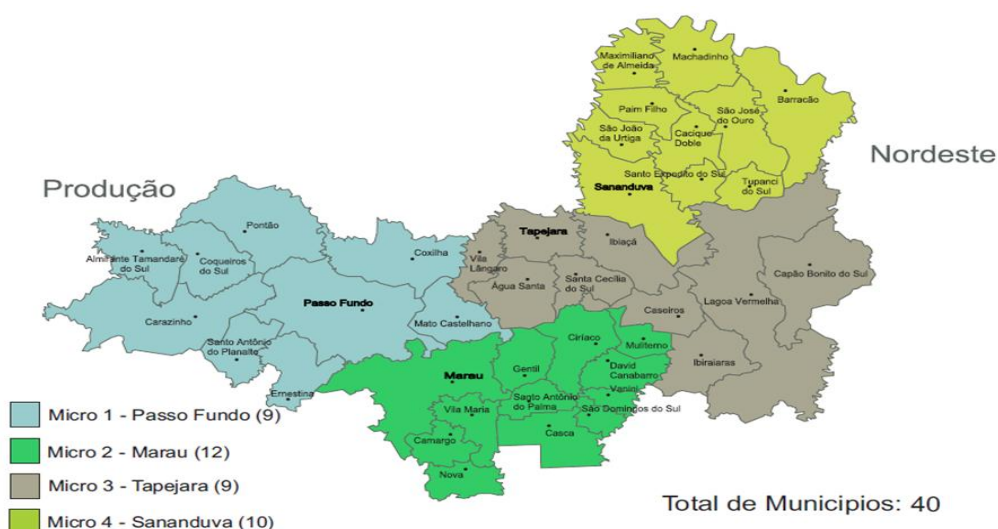 Nordeste
Produção
Maximiliano
de Almeida
Machadinho
Barracão
Paim Filho
São José
do Ouro
São João
da Urtiga
Cacique
Doble
Santo Expedito do Sul
Sananduva
Tupanci
do Sul
Pontão
Almirante Tamandaré
do Sul
Coqueiros
do Sul
Coxilha
Tapejara
Ibiaçá
Vila
Lângaro
Água Santa
Santa Cecília
do Sul
Capão Bonito do Sul
Lagoa Vermelha
Caseiros
Passo Fundo
Carazinho
Mato Castelhano
Santo Antônio
do Planalto
Ernestina
Ciríaco
Muliterno
Ibiraiaras
Marau
Gentil
David
Canabarro
Vanini
Santo Antônio
do Palma
São Domingos do Sul
Vila Maria
Casca
Camargo
Nova
Micro 1 - Passo Fundo (9)
Micro 2 - Marau (12)
Micro 3 - Tapejara (9)
Micro 4 - Sananduva (10)
Total de Municipios: 40